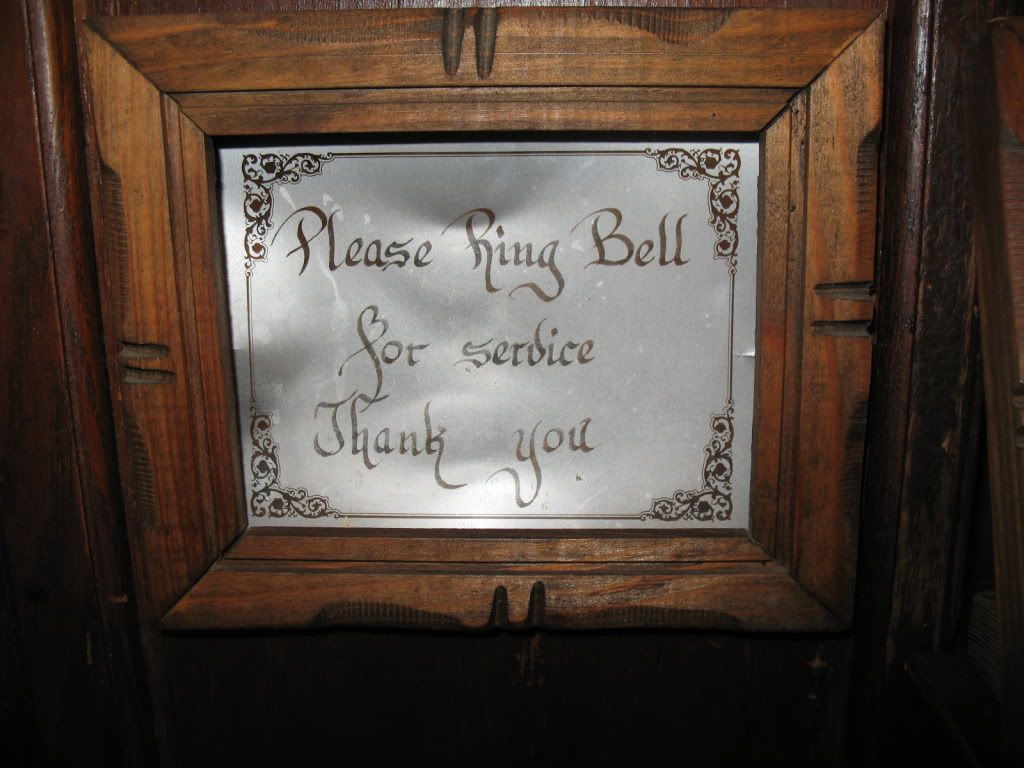 Please Ring Bell
For service
Thank you